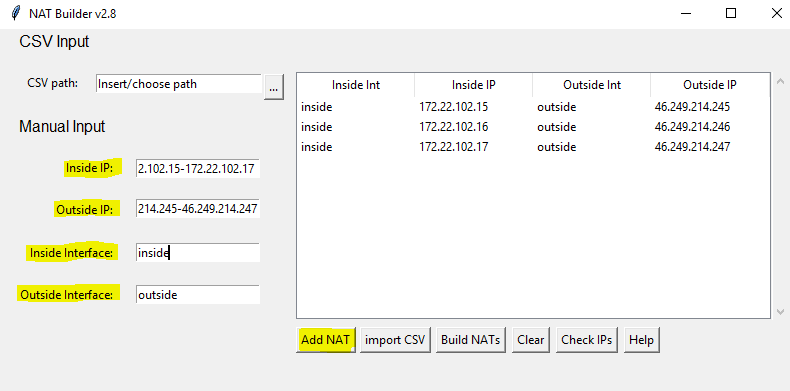 NAT Builder v2.8
CSV Input
CSV path: Insert/choose path ...
Manual Input
Inside IP: 2.102.15-172.22.102.17
Outside IP: 214.245-46.249.214.247
Inside Interface: inside
Outside Interface: outside
Inside Int Inside IP Outside Int Outside IP
inside 172.22.102.15 outside 46.249.214.245
inside 172.22.102.16 outside 46.249.214.246
inside 172.22.102.17 outside 46.249.214.247
Add NAT import CSV Build NATs Clear Check IPs Help